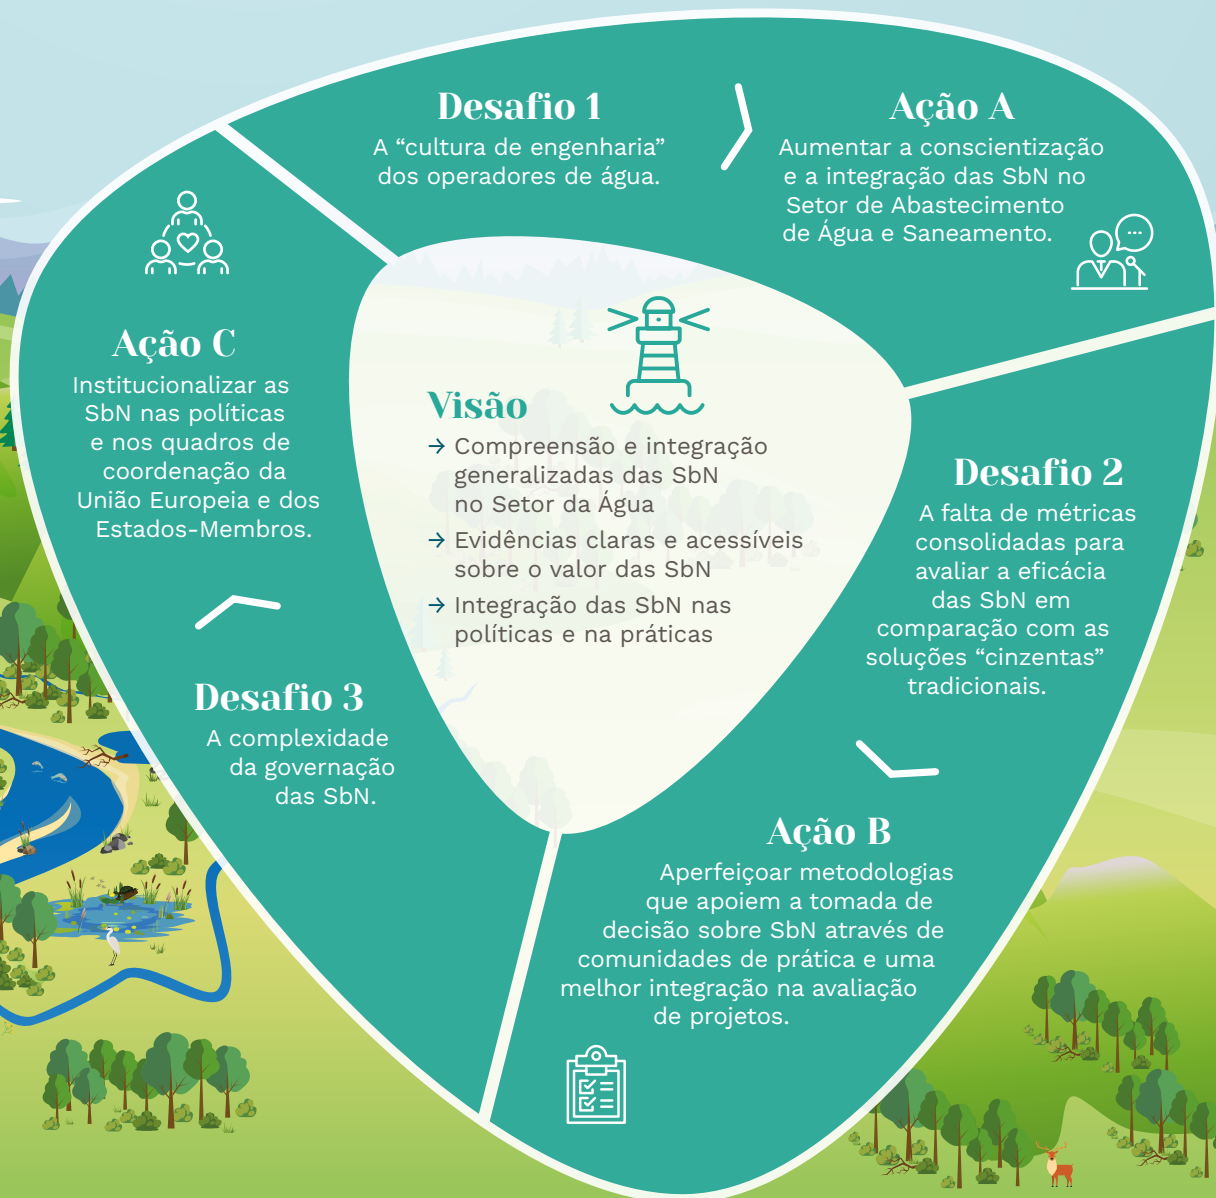 Desafio 1
A “cultura de engenharia”
dos operadores de água.
Ação A
Aumentar a conscientização
e a integração das SbN no
Setor de Abastecimento
de Água e Saneamento.
Desafio 2
A falta de métricas
consolidadas para
avaliar a eficácia
das SbN em
comparação com as
soluções “cinzentas”
tradicionais.
Ação B
Aperfeiçoar metodologias
que apoiem a tomada de
decisão sobre SbN através de
comunidades de prática e uma
melhor integração na avaliação
de projetos.
Desafio 3
A complexidade
da governação
das SbN.
Ação C
Institucionalizar as
SbN nas políticas
e nos quadros de
coordenação da
União Europeia e dos
Estados-Membros.
Visão
→ Compreensão e integração
generalizadas das SbN
no Setor da Água
→ Evidências claras e acessíveis
sobre o valor das SbN
→ Integração das SbN nas
políticas e na práticas